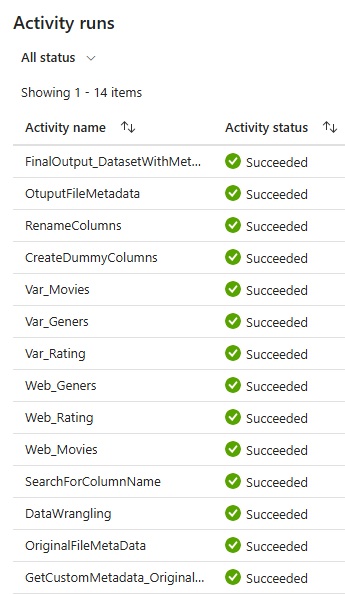 Activity runs
All status
Showing 1 - 14 items
Activity name Activity status
FinalOutput_DatasetWithMet... Succeeded
OtuputFileMetadata Succeeded
RenameColumns Succeeded
CreateDummyColumns Succeeded
Var_Movies Succeeded
Var_Geners Succeeded
Var_Rating Succeeded
Web_Geners Succeeded
Web_Rating Succeeded
Web_Movies Succeeded
SearchForColumnName Succeeded
DataWrangling Succeeded
OriginalFileMetaData Succeeded
GetCustomMetadata_Original... Succeeded